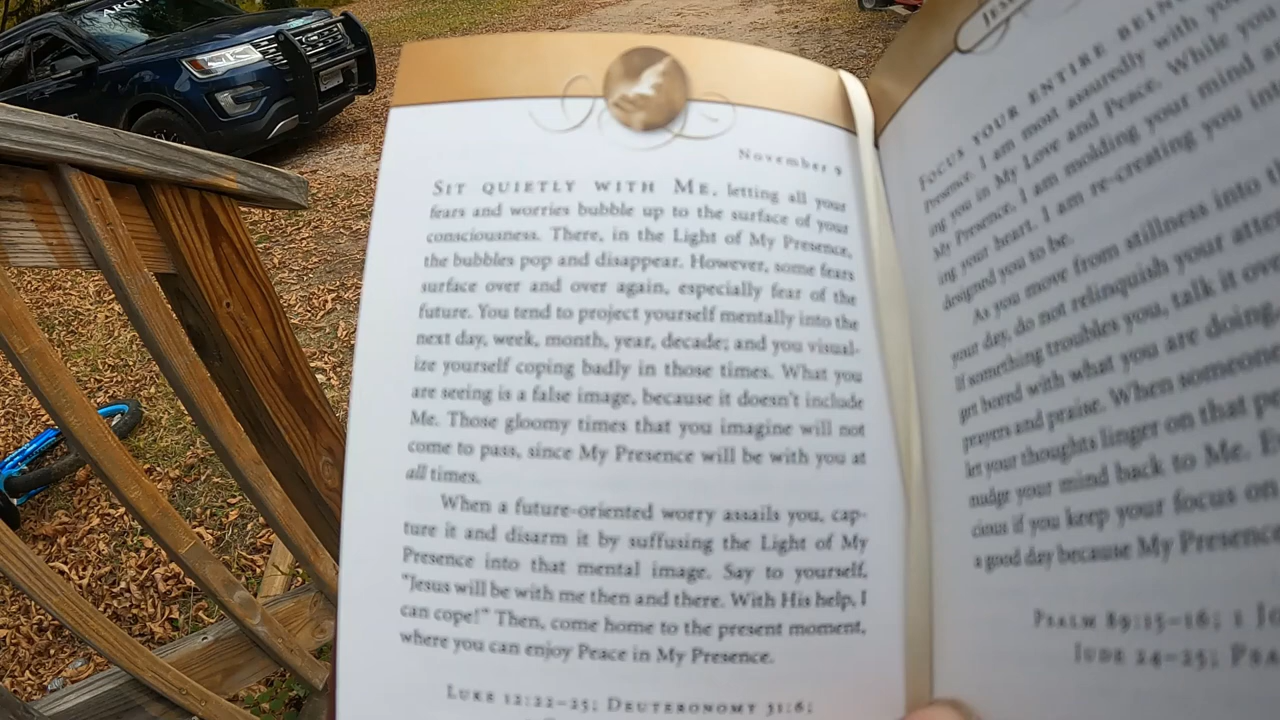 November 9
SIT QUIETLY WITH ME, letting all your
fears and worries bubble up to the surface of your
consciousness. There, in the Light of My Presence,
the bubbles pop and disappear. However, some fears
surface over and over again, especially fear of the
future. You tend to project yourself mentally into the
next day, week, month, year, decade; and you visual-
ize yourself coping badly in those times. What you
are seeing is a false image, because it doesn't include
Me. Those gloomy times that you imagine will not
come to pass, since My Presence will be with you at
all times.
When a future-oriented worry assails you, cap-
ture it and disarm it by suffusing the Light of My
Presence into that mental image. Say to yourself,
"Jesus will be with me then and there. With His help, I
can cope!" Then, come home to the present moment,
where you can enjoy Peace in My Presence.
LUKE 12:22–25; DEUTERONOMY 31:6;
FOCUS YOUR ENTIRE BEING
Presence. I am most assuredly with
ing you in My Love and Peace. While you
My Presence, I am molding your mind
ing your heart. I am re-creating you
designed you to be.
As you move from stillness into
your day, do not relinquish your
If something troubles you, talk it over
get bored with what you are doing,
prayers and praise. When someone
let your thoughts linger on that
nudge your mind back to Me.
cious if you keep your focus on
a good day because My Presence
PSALM 89:15–16; 1
JUDE 24–25;